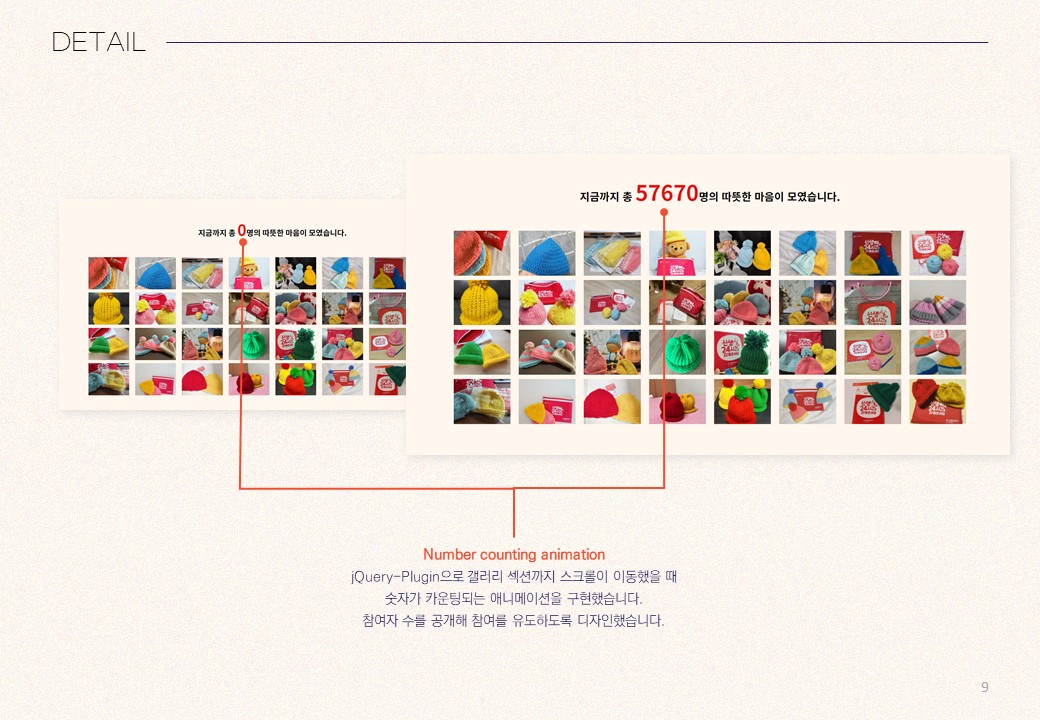 DETAIL
지금까지 총 0명의 따뜻한 마음이 모였습니다.
지금까지 총 57670명의 따뜻한 마음이 모였습니다.
Number counting animation
jQuery-Plugin으로 갤러리 섹션까지 스크롤이 이동했을 때
숫자가 카운팅되는 애니메이션을 구현했습니다.
참여자 수를 공개해 참여를 유도하도록 디자인했습니다.
9